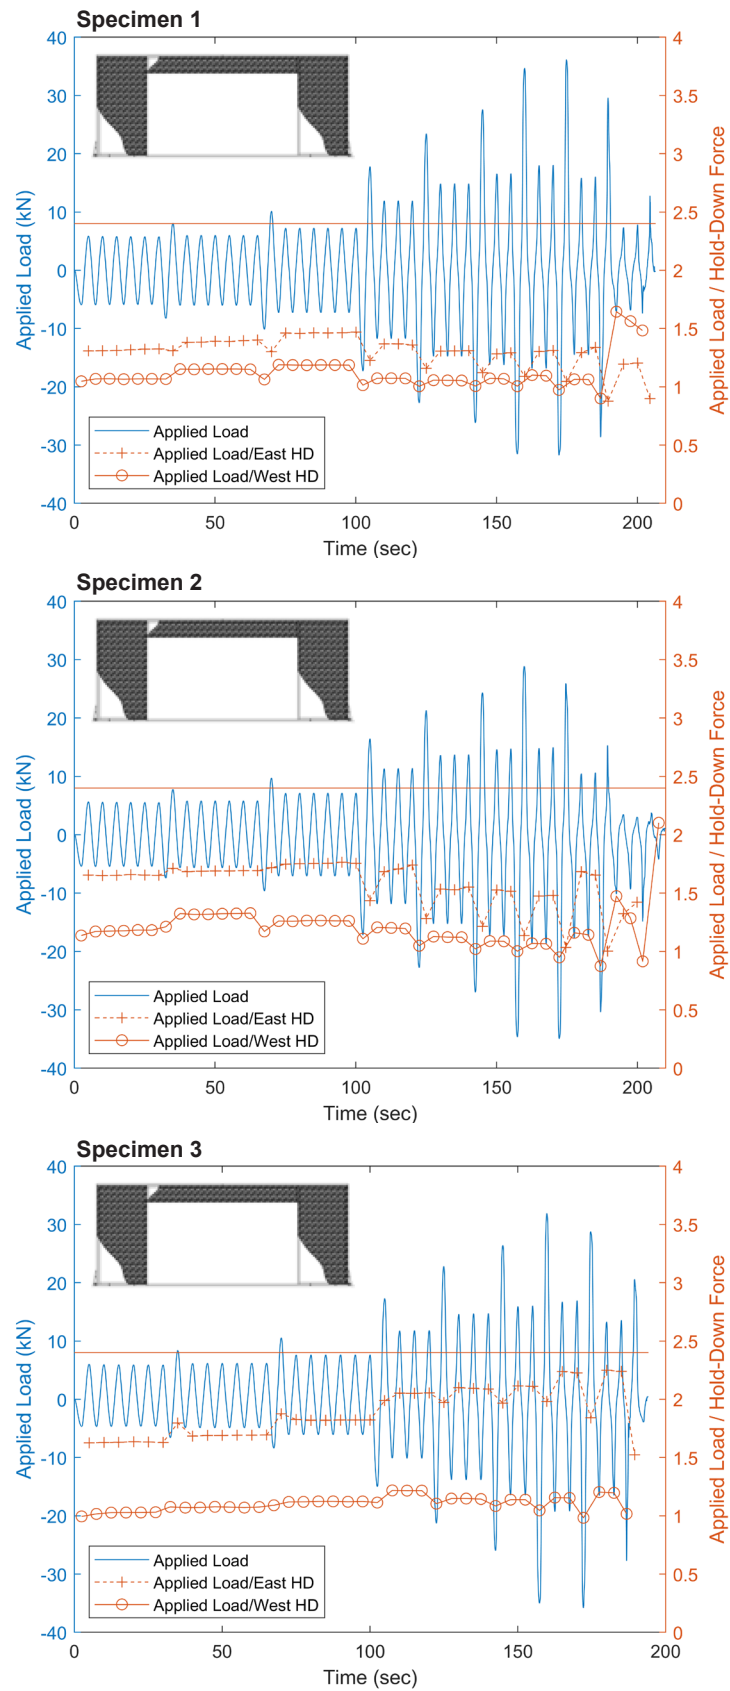 Specimen 1
40
30
20
10
0
-10
-20
-30
-40
Applied Load (kN)
4
3.5
3
2.5
2
1.5
1
0.5
0
Applied Load / Hold-Down Force
Applied Load
Applied Load/East HD
Applied Load/West HD
0 50 100 150 200
Time (sec)
Specimen 2
40
30
20
10
0
-10
-20
-30
-40
Applied Load (kN)
4
3.5
3
2.5
2
1.5
1
0.5
0
Applied Load / Hold-Down Force
Applied Load
Applied Load/East HD
Applied Load/West HD
0 50 100 150 200
Time (sec)
Specimen 3
40
30
20
10
0
-10
-20
-30
-40
Applied Load (kN)
4
3.5
3
2.5
2
1.5
1
0.5
0
Applied Load / Hold-Down Force
Applied Load
Applied Load/East HD
Applied Load/West HD
0 50 100 150 200
Time (sec)